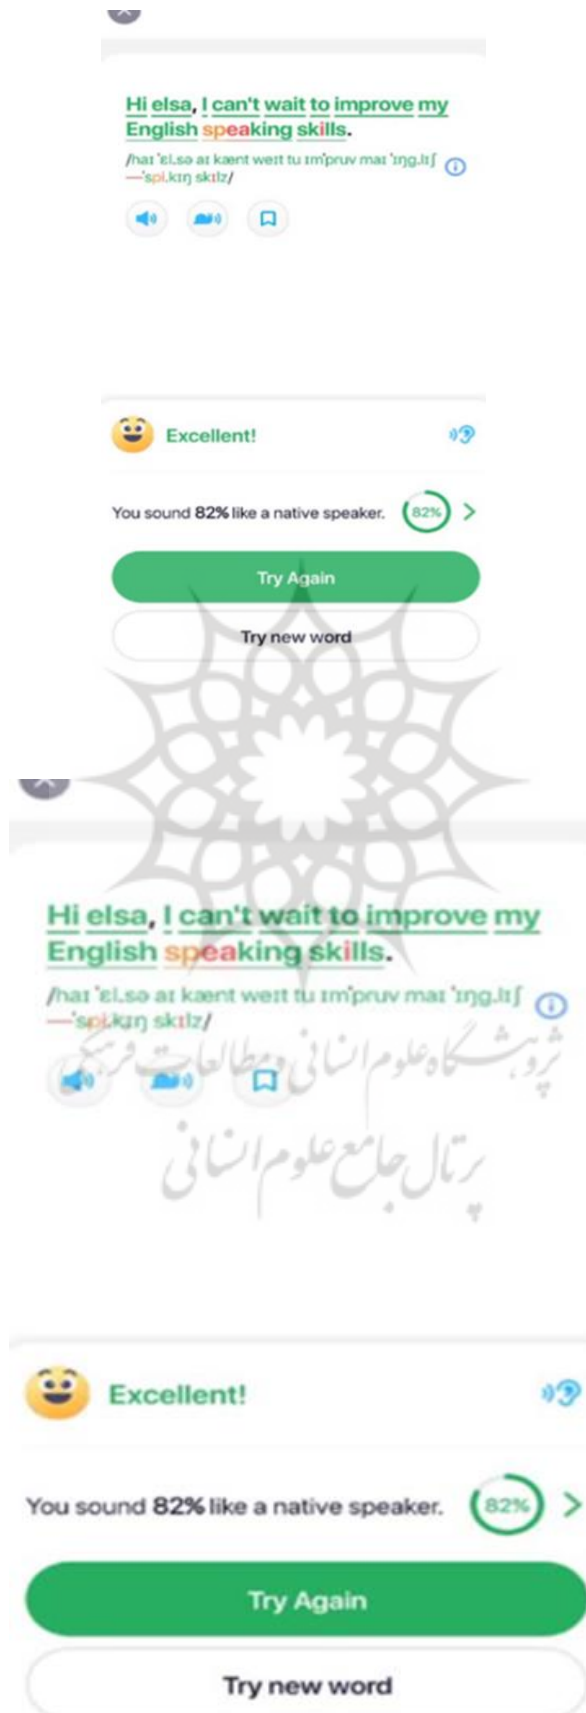 Hi elsa, I can't wait to improve my
English speaking skills.
/haɪ ˈɛl.sə aɪ kænt weɪt tu ɪmˈpruv maɪ ˈɪŋg.lɪʃ
—ˈspi.kɪŋ skɪlz/
Excellent!
You sound 82% like a native speaker. 82%
Try Again
Try new word
Hi elsa, I can't wait to improve my
English speaking skills.
/haɪ ˈɛl.sə aɪ kænt weɪt tu ɪmˈpruv maɪ ˈɪŋg.lɪʃ
—ˈspi.kɪŋ skɪlz/
پژوهشگاه علوم انسانی و مطالعات فرهنگی
پرتال جامع علوم انسانی
Excellent!
You sound 82% like a native speaker. 82%
Try Again
Try new word